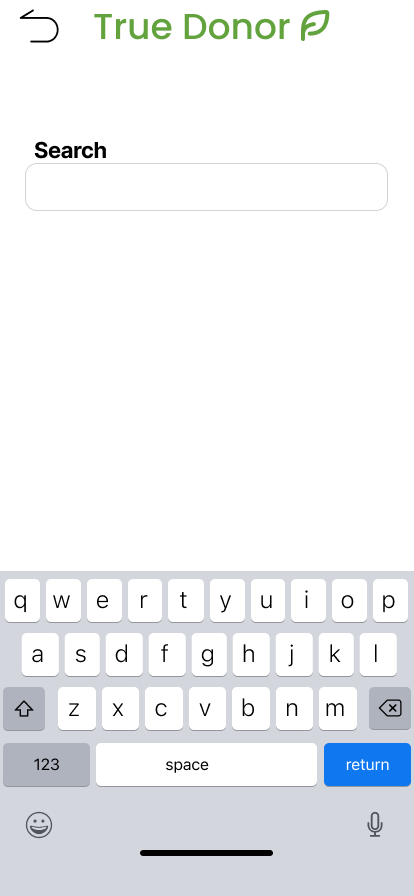 True Donor
Search
q w e r t y u i o p
a s d f g h j k l
z x c v b n m
123 space return